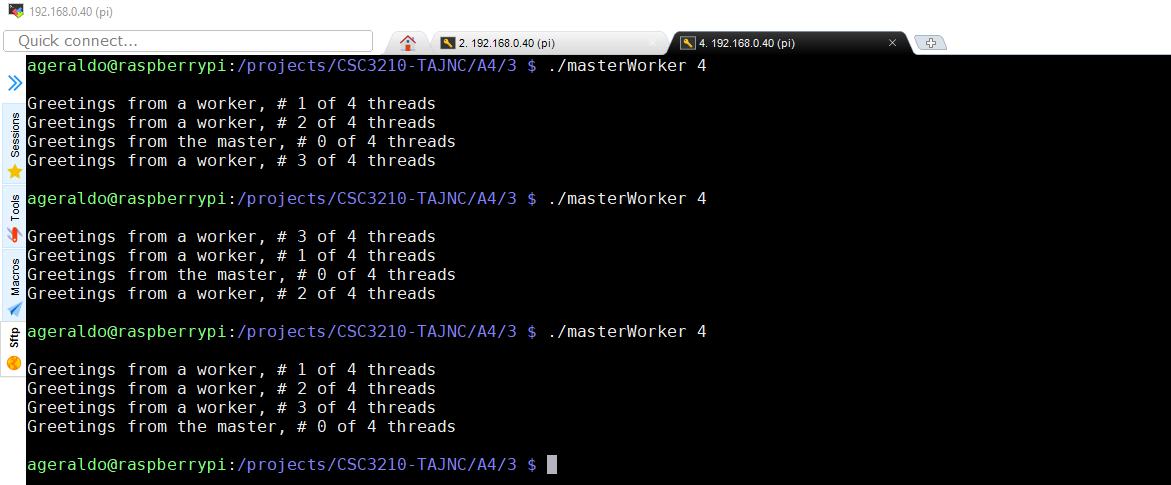 192.168.0.40 (pi)
Quick connect...
2. 192.168.0.40 (pi)
4. 192.168.0.40 (pi)
Sessions
Tools
Macros
Sftp
ageraldo@raspberrypi:/projects/CSC3210-TAJNC/A4/3 $ ./masterWorker 4
Greetings from a worker, # 1 of 4 threads
Greetings from a worker, # 2 of 4 threads
Greetings from the master, # 0 of 4 threads
Greetings from a worker, # 3 of 4 threads
ageraldo@raspberrypi:/projects/CSC3210-TAJNC/A4/3 $ ./masterWorker 4
Greetings from a worker, # 3 of 4 threads
Greetings from a worker, # 1 of 4 threads
Greetings from the master, # 0 of 4 threads
Greetings from a worker, # 2 of 4 threads
ageraldo@raspberrypi:/projects/CSC3210-TAJNC/A4/3 $ ./masterWorker 4
Greetings from a worker, # 1 of 4 threads
Greetings from a worker, # 2 of 4 threads
Greetings from a worker, # 3 of 4 threads
Greetings from the master, # 0 of 4 threads
ageraldo@raspberrypi:/projects/CSC3210-TAJNC/A4/3 $